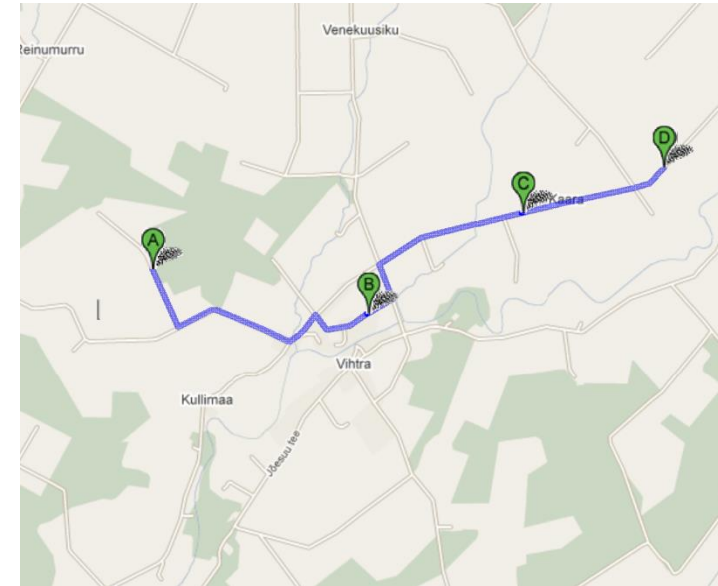 Venekuusiku
Reinumurru
D
C
Kaara
A
B
Vihtra
Kullimaa
Jõesuu tee